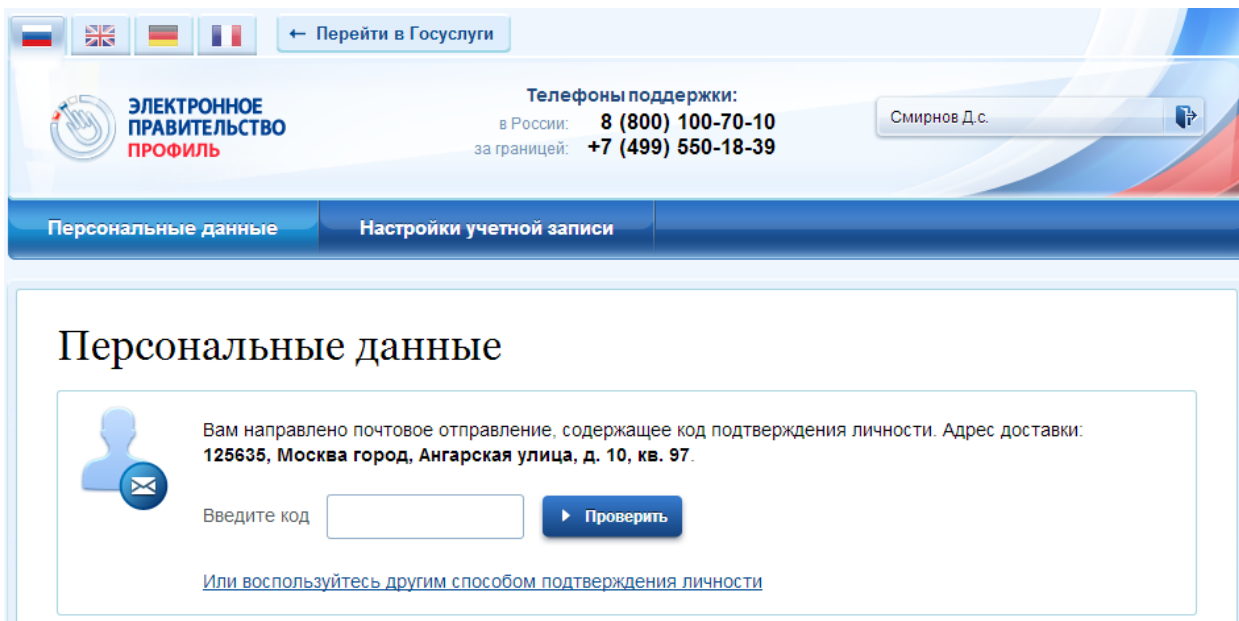 ← Перейти в Госуслуги
ЭЛЕКТРОННОЕ
ПРАВИТЕЛЬСТВО
ПРОФИЛЬ
Телефоны поддержки:
в России: 8 (800) 100-70-10
за границей: +7 (499) 550-18-39
Смирнов Д.с.
Персональные данные Настройки учетной записи
Персональные данные
Вам направлено почтовое отправление, содержащее код подтверждения личности. Адрес доставки:
125635, Москва город, Ангарская улица, д. 10, кв. 97.
Введите код Проверить
Или воспользуйтесь другим способом подтверждения личности